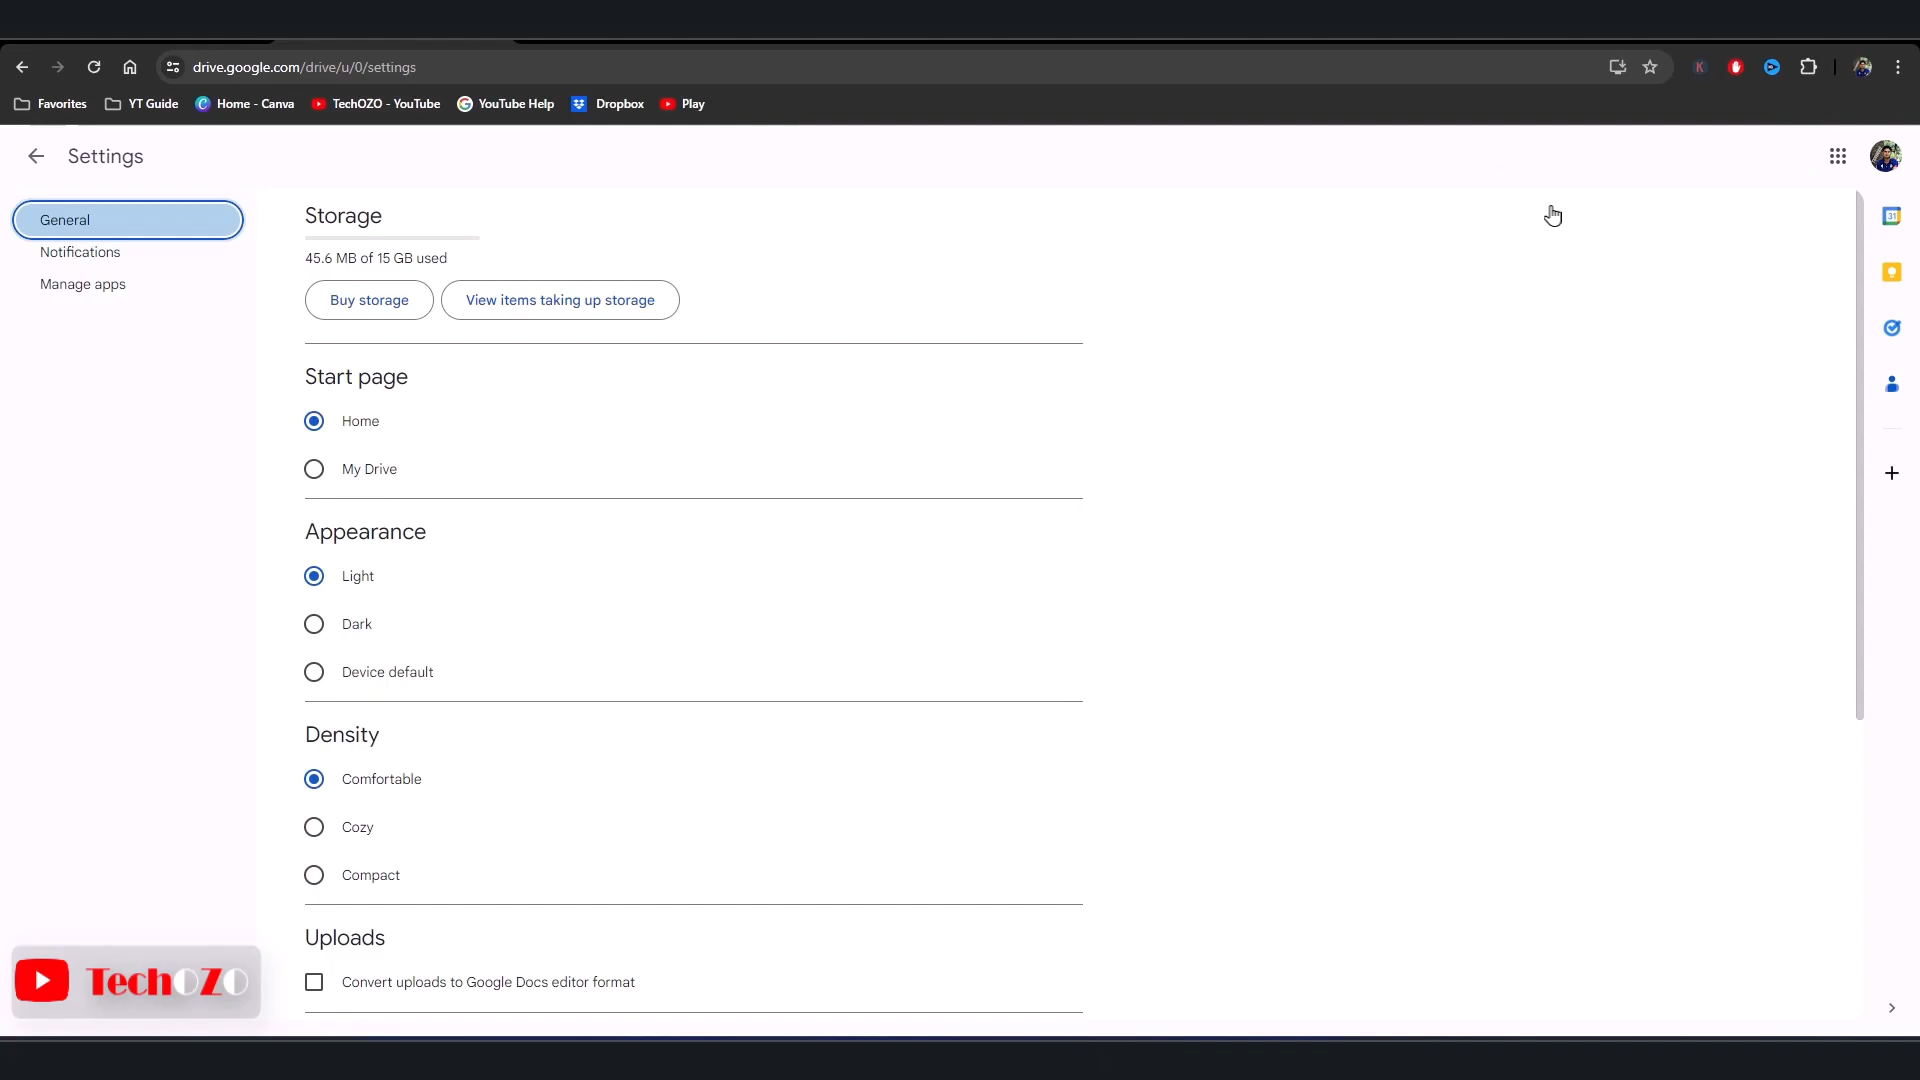 drive.google.com/drive/u/0/settings
Favorites YT Guide Home - Canva TechOZO - YouTube YouTube Help Dropbox Play
Settings
General
Notifications
Manage apps
Storage
45.6 MB of 15 GB used
Buy storage View items taking up storage
Start page
Home
My Drive
Appearance
Light
Dark
Device default
Density
Comfortable
Cozy
Compact
Uploads
Convert uploads to Google Docs editor format
TechOZO
31
K